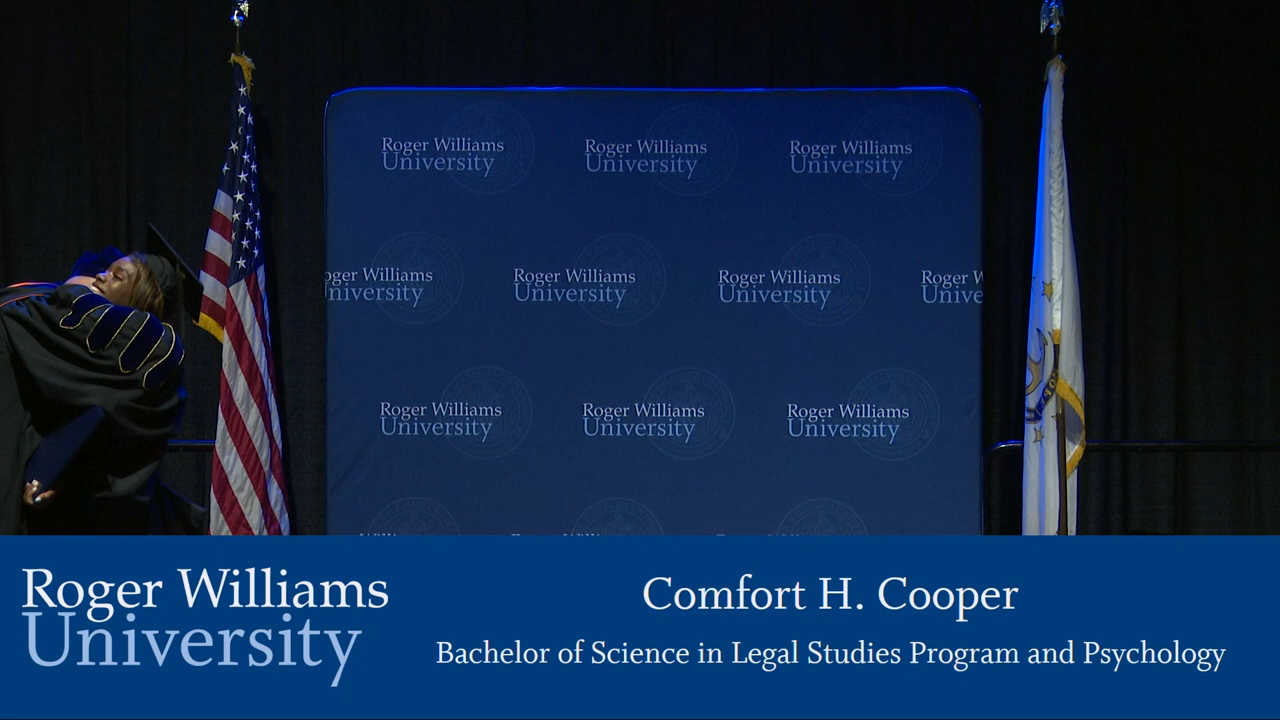 Roger Williams
University
Roger Williams
University
Roger Williams
University
oger Williams
University
Roger Williams
University
Roger Williams
University
Roger W
Unive
Roger Williams
University
Roger Williams
University
Roger Williams
University
Roger Williams
University
Comfort H. Cooper
Bachelor of Science in Legal Studies Program and Psychology